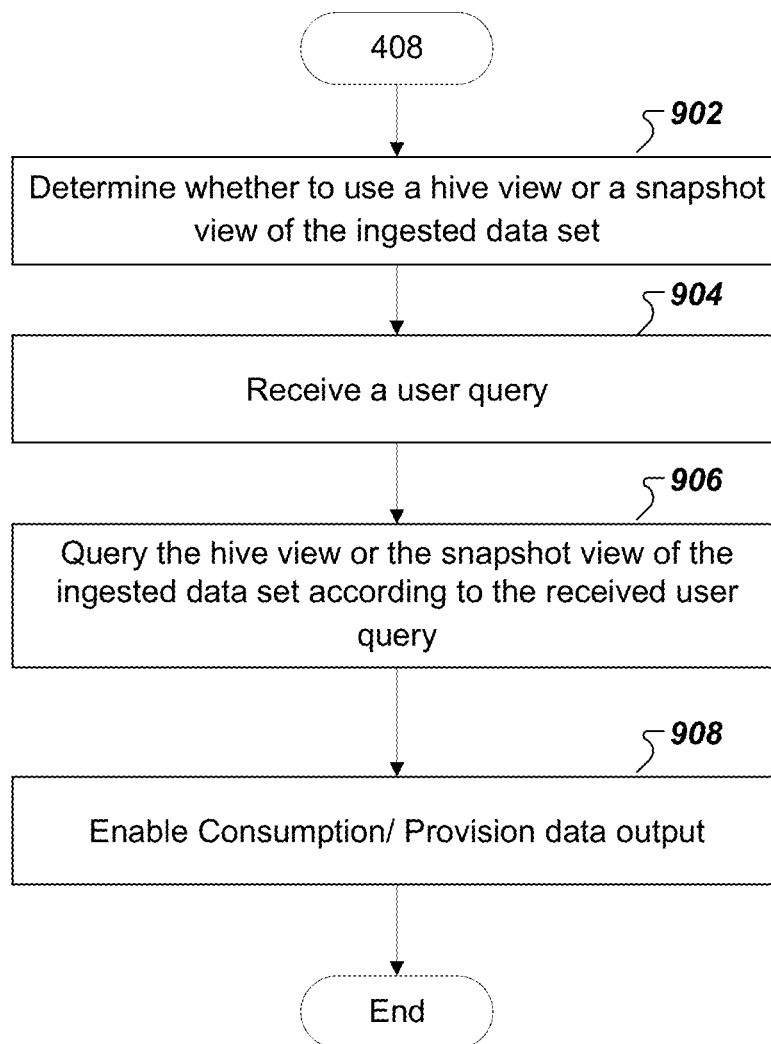 408
902
Determine whether to use a hive view or a snapshot
view of the ingested data set
904
Receive a user query
906
Query the hive view or the snapshot view of the
ingested data set according to the received user
query
908
Enable Consumption/ Provision data output
End